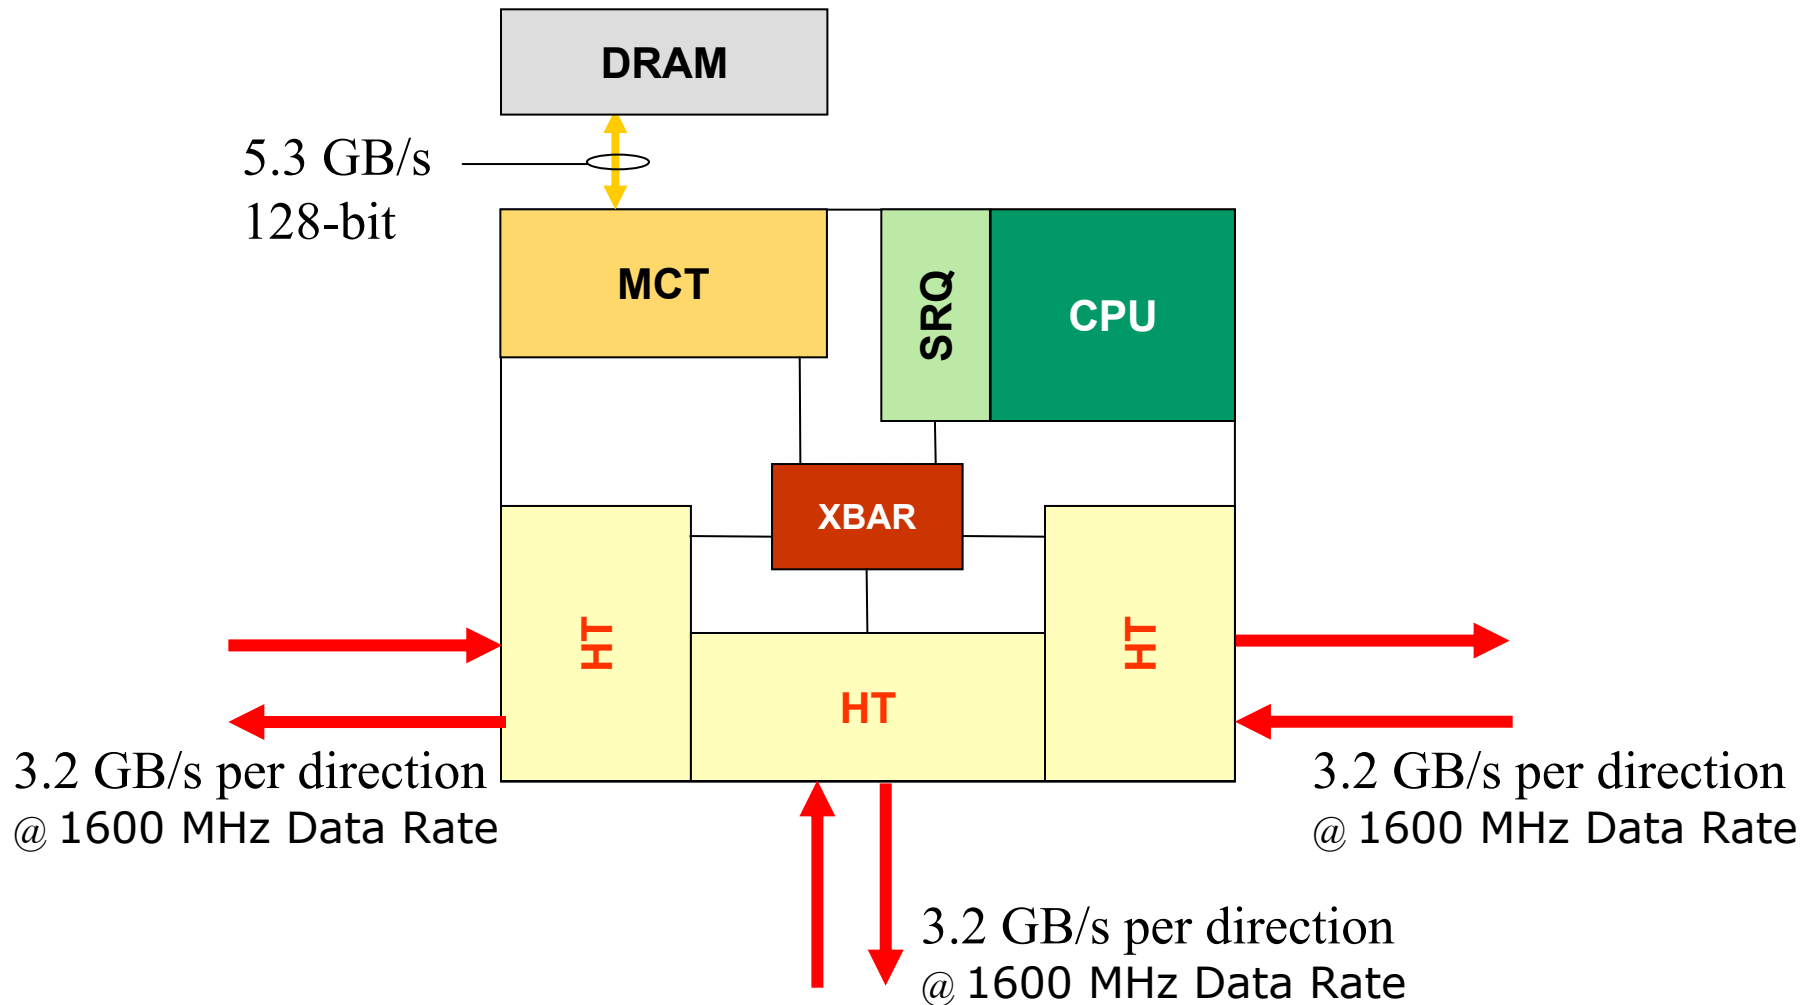 DRAM
5.3 GB/s
128-bit
MCT
SRQ
CPU
XBAR
HT
HT
HT
3.2 GB/s per direction
@ 1600 MHz Data Rate
3.2 GB/s per direction
@ 1600 MHz Data Rate
3.2 GB/s per direction
@ 1600 MHz Data Rate